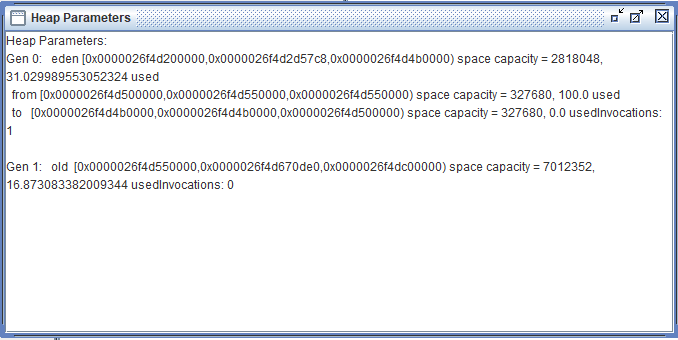 Heap Parameters
Heap Parameters:
Gen 0:   eden [0x0000026f4d200000,0x0000026f4d2d57c8,0x0000026f4d4b0000) space capacity = 2818048,
31.029989553052324 used
  from [0x0000026f4d500000,0x0000026f4d550000,0x0000026f4d550000) space capacity = 327680, 100.0 used
  to   [0x0000026f4d4b0000,0x0000026f4d4b0000,0x0000026f4d500000) space capacity = 327680, 0.0 usedInvocations:
1
Gen 1:   old  [0x0000026f4d550000,0x0000026f4d670de0,0x0000026f4dc00000) space capacity = 7012352,
16.873083382009344 usedInvocations: 0